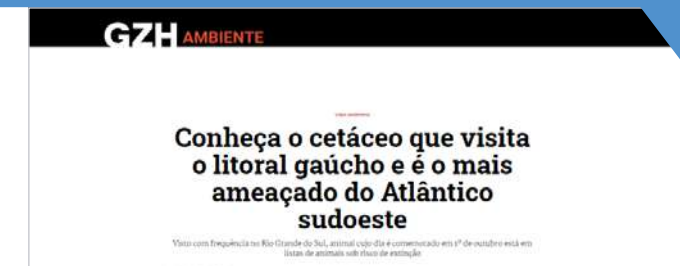 GZH AMBIENTE
Conheça o cetáceo que visita
o litoral gaúcho e é o mais
ameaçado do Atlântico
sudoeste
Visto com frequência no Rio Grande do Sul, animal cujo dia é comemorado em 1º de outubro está em
listas de animais sob risco de extinção